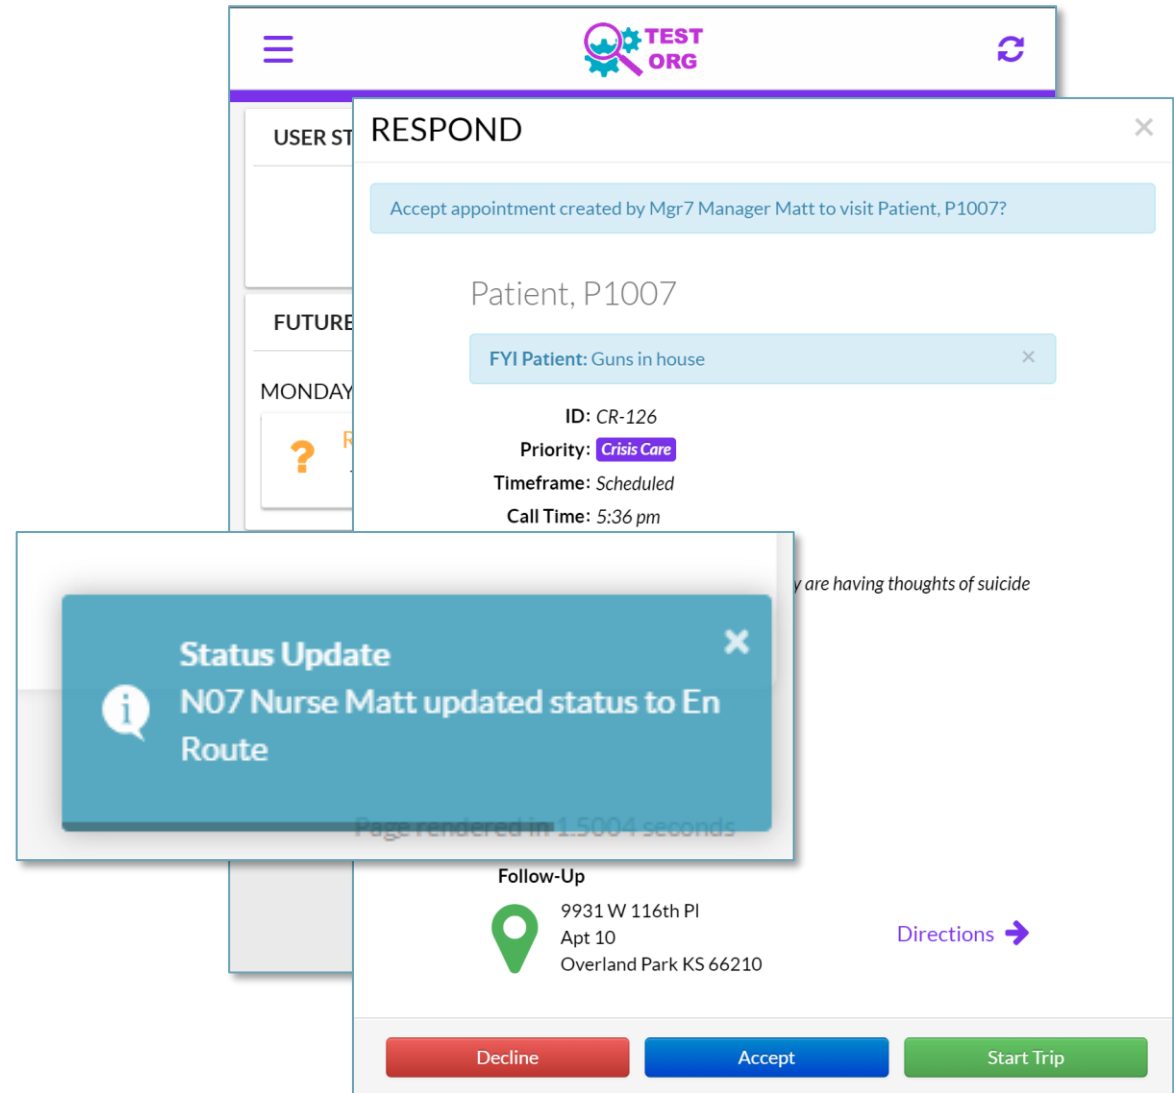 TEST
ORG
USER ST
RESPOND
Accept appointment created by Mgr7 Manager Matt to visit Patient, P1007?
Patient, P1007
FUTURE
FYI Patient: Guns in house
MONDAY
ID: CR-126
Priority: Crisis Care
Timeframe: Scheduled
Call Time: 5:36 pm
y are having thoughts of suicide
Status Update
N07 Nurse Matt updated status to En
Route
Page rendered in 1.5004 seconds
Follow-Up
9931 W 116th Pl
Apt 10
Overland Park KS 66210
Directions
Decline
Accept
Start Trip